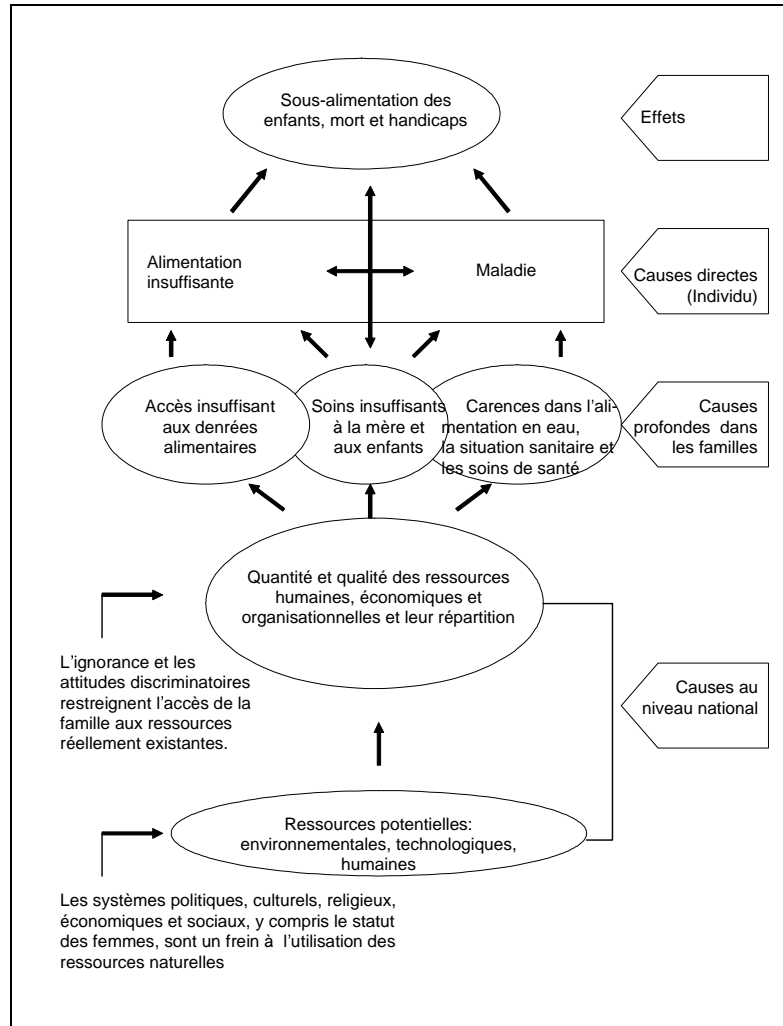 Sous-alimentation des
enfants, mort et handicaps
Effets
Alimentation
insuffisante
Maladie
Causes directes
(Individu)
Accès insuffisant
aux denrées
alimentaires
Soins insuffisants
à la mère et
aux enfants
Carences dans l'ali-
mentation en eau,
la situation sanitaire et
les soins de santé
Causes
profondes dans
les familles
Quantité et qualité des ressources
humaines, économiques et
organisationnelles et leur répartition
L'ignorance et les
attitudes discriminatoires
restreignent l'accès de la
famille aux ressources
réellement existantes.
Causes au
niveau national
Ressources potentielles:
environnementales, technologiques,
humaines
Les systèmes politiques, culturels, religieux,
économiques et sociaux, y compris le statut
des femmes, sont un frein à l'utilisation des
ressources naturelles